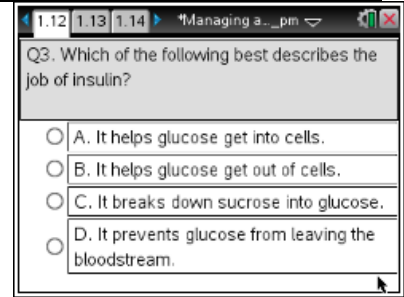 1.12 1.13 1.14 *Managing a..._pm
Q3. Which of the following best describes the
job of insulin?
A. It helps glucose get into cells.
B. It helps glucose get out of cells.
C. It breaks down sucrose into glucose.
D. It prevents glucose from leaving the
bloodstream.